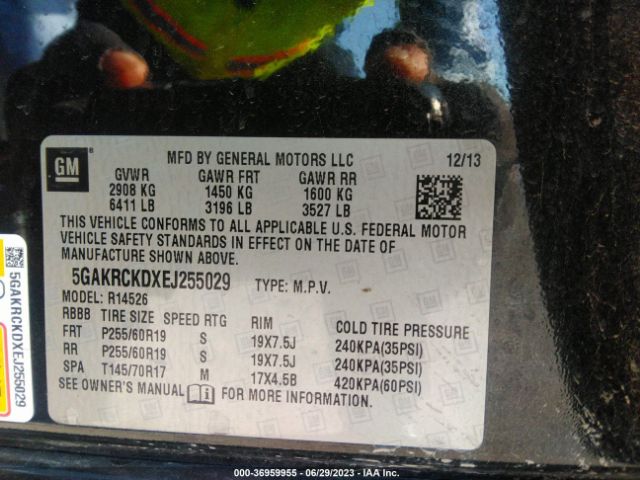 GM
MFD BY GENERAL MOTORS LLC 12/13
GVWR GAWR FRT GAWR RR
2908 KG 1450 KG 1600 KG
6411 LB 3196 LB 3527 LB
THIS VEHICLE CONFORMS TO ALL APPLICABLE U.S. FEDERAL MOTOR
VEHICLE SAFETY STANDARDS IN EFFECT ON THE DATE OF
MANUFACTURE SHOWN ABOVE.
5GAKRCKDXEJ255029 TYPE: M.P.V.
MODEL: R14526
RBBB TIRE SIZE SPEED RTG RIM COLD TIRE PRESSURE
FRT P255/60R19 S 19X7.5J 240KPA(35PSI)
RR P255/60R19 S 19X7.5J 240KPA(35PSI)
SPA T145/70R17 M 17X4.5B 420KPA(60PSI)
SEE OWNER'S MANUAL FOR MORE INFORMATION.
5GAKRCKDXEJ255029
000-36959955 - 06/29/2023 - IAA Inc.